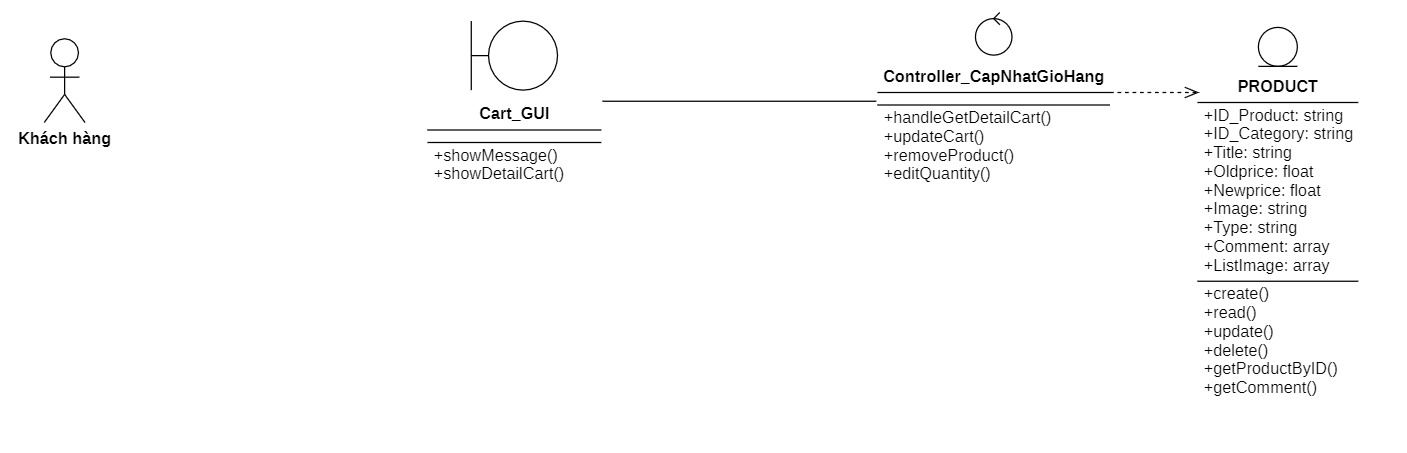 Khách hàng
Cart_GUI
+showMessage()
+showDetailCart()
Controller_CapNhatGioHang
+handleGetDetailCart()
+updateCart()
+removeProduct()
+editQuantity()
PRODUCT
+ID_Product: string
+ID_Category: string
+Title: string
+Oldprice: float
+Newprice: float
+Image: string
+Type: string
+Comment: array
+ListImage: array
+create()
+read()
+update()
+delete()
+getProductByID()
+getComment()